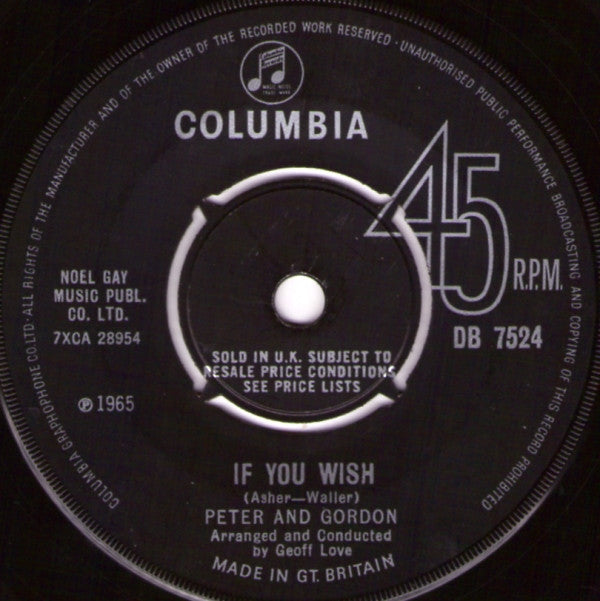 COLUMBIA GRAPHOPHONE CO. LTD·ALL RIGHTS OF THE MANUFACTURER AND OF THE OWNER OF THE RECORDED WORK RESERVED·UNAUTHORISED PUBLIC PERFORMANCE BROADCASTING AND COPYING OF THIS RECORD PROHIBITED
COLUMBIA
45 R.P.M.
NOEL GAY
MUSIC PUBL.
CO. LTD.
7XCA 28954
DB 7524
SOLD IN U.K. SUBJECT TO
RESALE PRICE CONDITIONS
SEE PRICE LISTS
℗ 1965
IF YOU WISH
(Asher—Waller)
PETER AND GORDON
Arranged and Conducted
by Geoff Love
MADE IN GT. BRITAIN